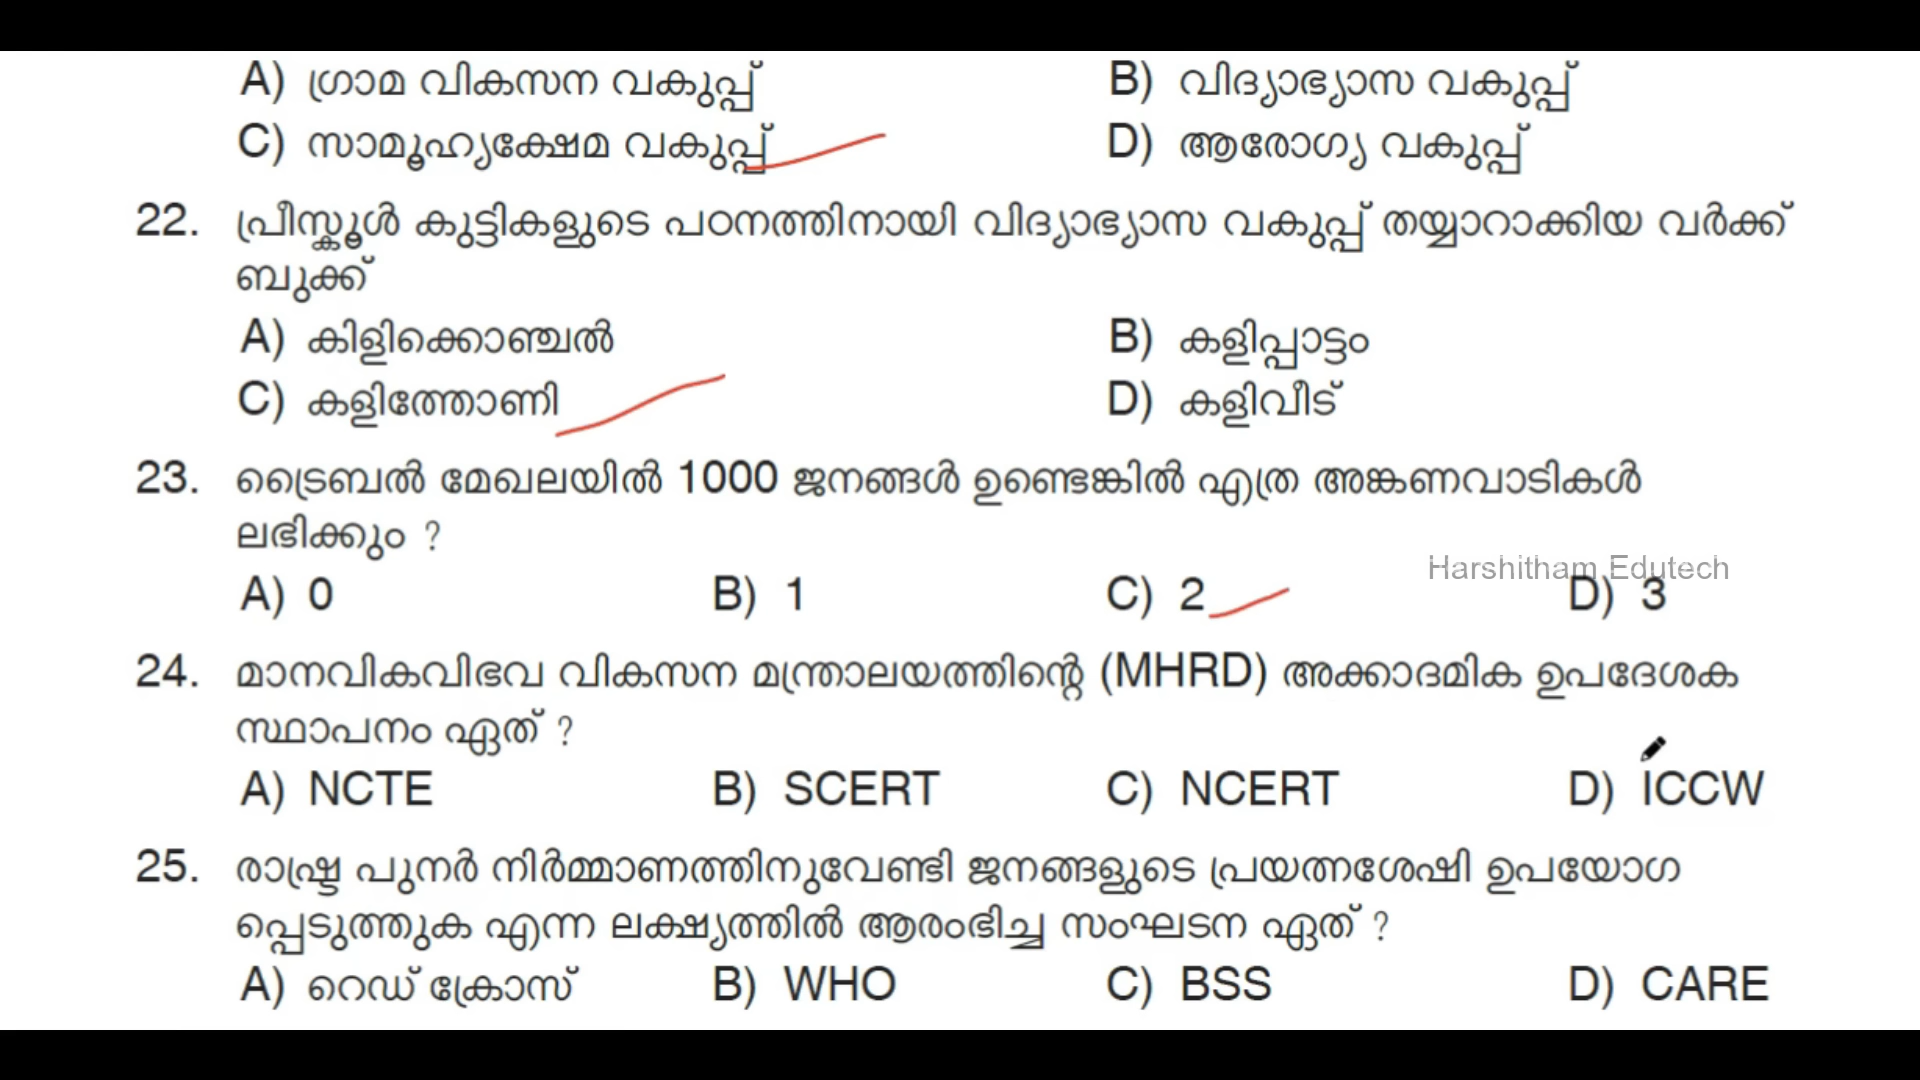 A) ഗ്രാമ വികസന വകുപ്പ് B) വിദ്യാഭ്യാസ വകുപ്പ്
C) സാമൂഹ്യക്ഷേമ വകുപ്പ് D) ആരോഗ്യ വകുപ്പ്
22. പ്രീസ്കൂൾ കുട്ടികളുടെ പഠനത്തിനായി വിദ്യാഭ്യാസ വകുപ്പ് തയ്യാറാക്കിയ വർക്ക്
ബുക്ക്
A) കിളിക്കൊഞ്ചൽ B) കളിപ്പാട്ടം
C) കളിത്തോണി D) കളിവീട്
23. ട്രൈബൽ മേഖലയിൽ 1000 ജനങ്ങൾ ഉണ്ടെങ്കിൽ എത്ര അങ്കണവാടികൾ
ലഭിക്കും ?
Harshitham Edutech
A) 0 B) 1 C) 2 D) 3
24. മാനവികവിഭവ വികസന മന്ത്രാലയത്തിന്റെ (MHRD) അക്കാദമിക ഉപദേശക
സ്ഥാപനം ഏത് ?
A) NCTE B) SCERT C) NCERT D) ICCW
25. രാഷ്ട്ര പുനർ നിർമ്മാണത്തിനുവേണ്ടി ജനങ്ങളുടെ പ്രയത്നശേഷി ഉപയോഗ
പ്പെടുത്തുക എന്ന ലക്ഷ്യത്തിൽ ആരംഭിച്ച സംഘടന ഏത് ?
A) റെഡ് ക്രോസ് B) WHO C) BSS D) CARE